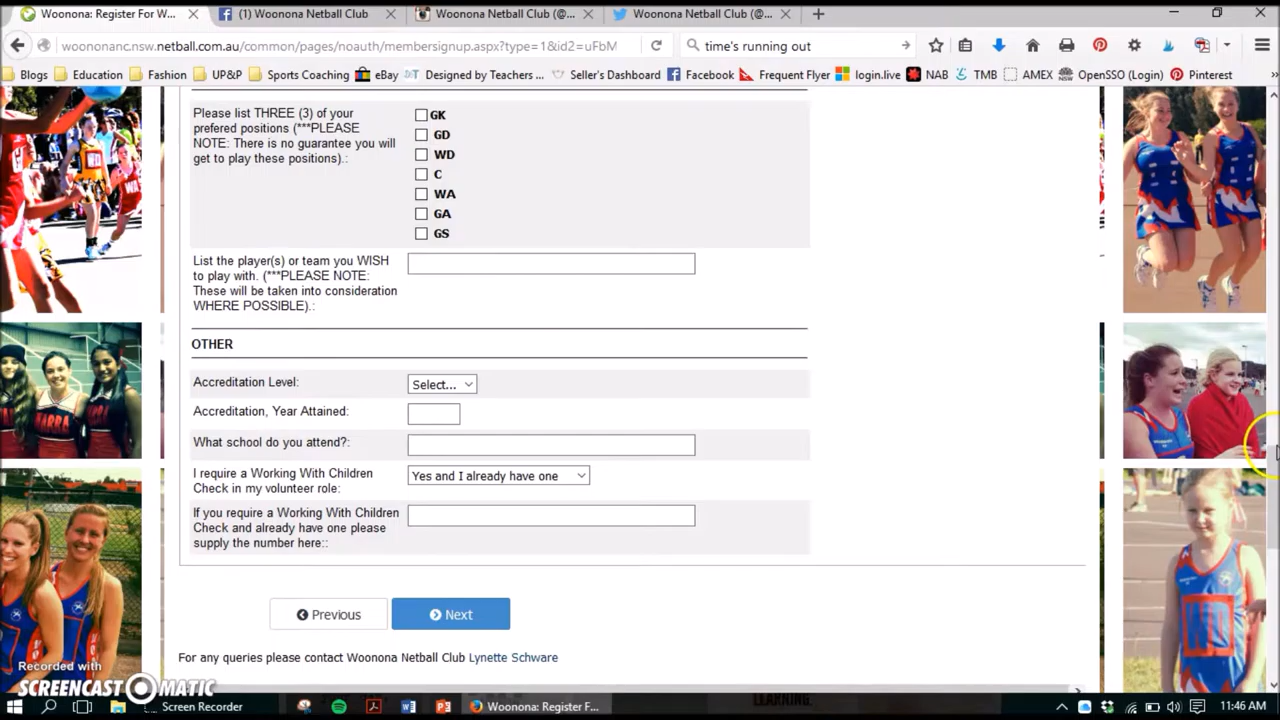 Woonona: Register For W...
(1) Woonona Netball Club
Woonona Netball Club (@...
Woonona Netball Club (@...
woononanc.nsw.netball.com.au/common/pages/noauth/membersignup.aspx?type=1&id2=uFbM
time's running out
Blogs
Education
Fashion
UP&P
Sports Coaching
eBay
Designed by Teachers ...
Seller's Dashboard
Facebook
Frequent Flyer
login.live
NAB
TMB
AMEX
OpenSSO (Login)
Pinterest
Please list THREE (3) of your
prefered positions (***PLEASE
NOTE: There is no guarantee you will
get to play these positions).:
GK
GD
WD
C
WA
GA
GS
List the player(s) or team you WISH
to play with. (***PLEASE NOTE:
These will be taken into consideration
WHERE POSSIBLE).:
OTHER
Accreditation Level:
Select...
Accreditation, Year Attained:
What school do you attend?:
I require a Working With Children
Check in my volunteer role:
Yes and I already have one
If you require a Working With Children
Check and already have one please
supply the number here::
Previous
Next
For any queries please contact Woonona Netball Club Lynette Schware
Recorded with
SCREENCAST-O-MATIC
LEARNING.
Screen Recorder
Woonona: Register F...
11:46 AM
WD
WD